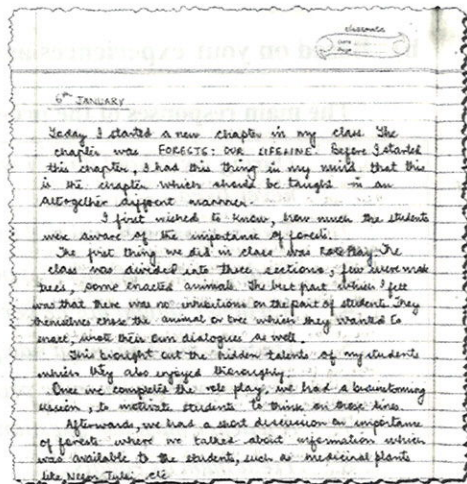 classmate
Date
Page
6th JANUARY
Today I started a new chapter in my class. The
chapter was FORESTS: OUR LIFELINE. Before I started
this chapter, I had this thing in my mind that this
is the chapter which should be taught in an
altogether different manner.
I first wished to know, how much the students
were aware of the importance of forests.
The first thing we did in class was Role Play. The
class was divided into three sections; few were made
trees, some enacted animals. The best part which I felt
was that there was no inhibitions on the part of students. They
themselves chose the animal or tree which they wanted to
enact, wrote their own dialogues as well.
This brought out the hidden talents of my students
which they also enjoyed thoroughly.
Once we completed the role play, we had a brainstorming
session, to motivate students to think on those lines.
Afterwards, we had a short discussion on importance
of forests where we talked about information which
was available to the students, such as medicinal plants
like Neem, Tulsi, etc